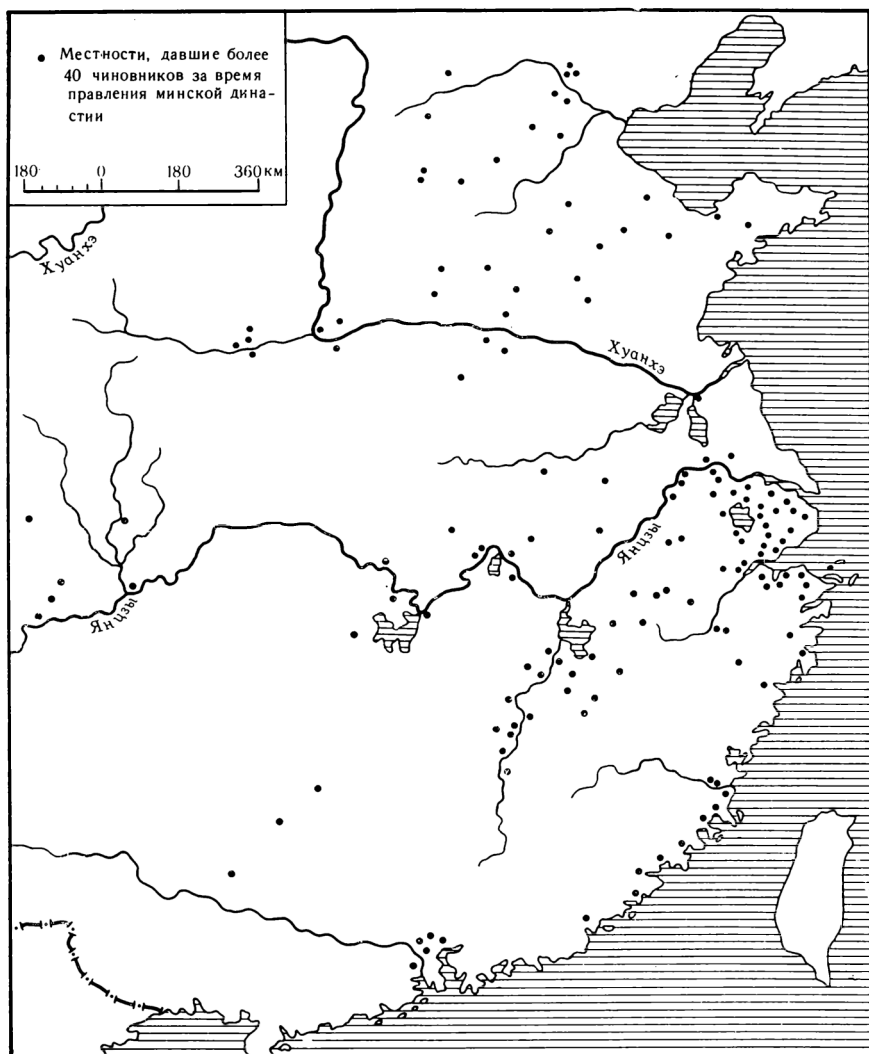 Местности, давшие более
40 чиновников за время
правления минской дина-
стии
180 0 180 360 км
Хуанхэ
Хуанхэ
Янцзы
Янцзы